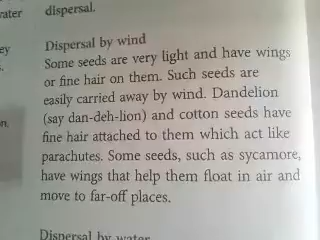 vater
dispersal.
ey
s.
on.
Dispersal by wind
Some seeds are very light and have wings
or fine hair on them. Such seeds are
easily carried away by wind. Dandelion
(say dan-deh-lion) and cotton seeds have
fine hair attached to them which act like
parachutes. Some seeds, such as sycamore,
have wings that help them float in air and
move to far-off places.
Dispersal by water